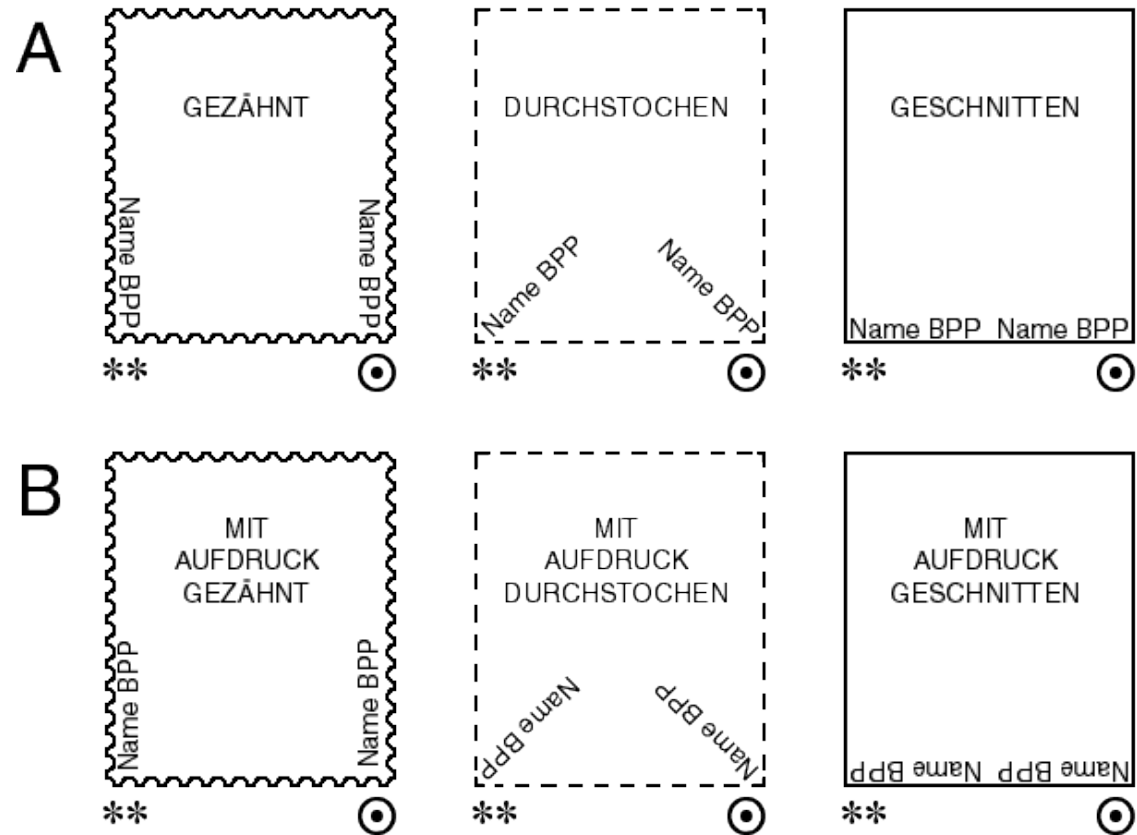 A
GEZÄHNT
Name BPP
Name BPP
**
DURCHSTOCHEN
Name BPP
Name BPP
**
GESCHNITTEN
Name BPP Name BPP
**
B
MIT
AUFDRUCK
GEZÄHNT
Name BPP
Name BPP
**
MIT
AUFDRUCK
DURCHSTOCHEN
Name BPP
Name BPP
**
MIT
AUFDRUCK
GESCHNITTEN
Name BPP Name BPP
**